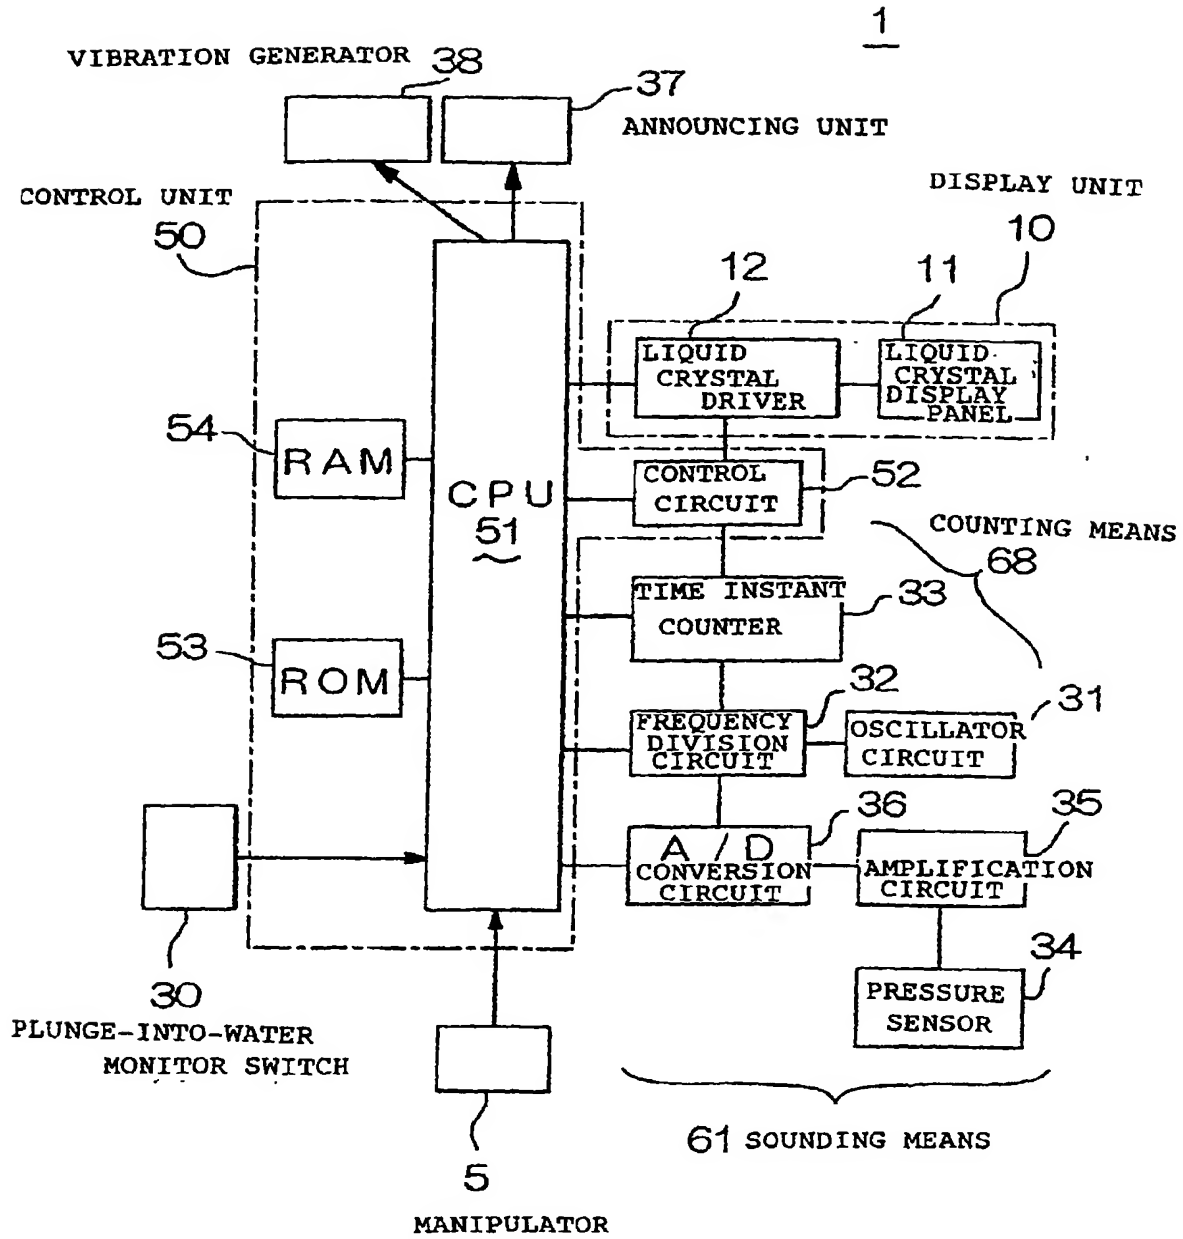 1
VIBRATION GENERATOR 38
37
ANNOUNCING UNIT
CONTROL UNIT
50
DISPLAY UNIT
10
12
11
LIQUID
CRYSTAL
DRIVER
LIQUID
CRYSTAL
DISPLAY
PANEL
54
RAM
CPU
51
CONTROL
CIRCUIT
52
COUNTING MEANS
68
TIME INSTANT
COUNTER
33
53
ROM
32
FREQUENCY
DIVISION
CIRCUIT
31
OSCILLATOR
CIRCUIT
36
A/D
CONVERSION
CIRCUIT
35
AMPLIFICATION
CIRCUIT
34
PRESSURE
SENSOR
30
PLUNGE-INTO-WATER
MONITOR SWITCH
61 SOUNDING MEANS
5
MANIPULATOR